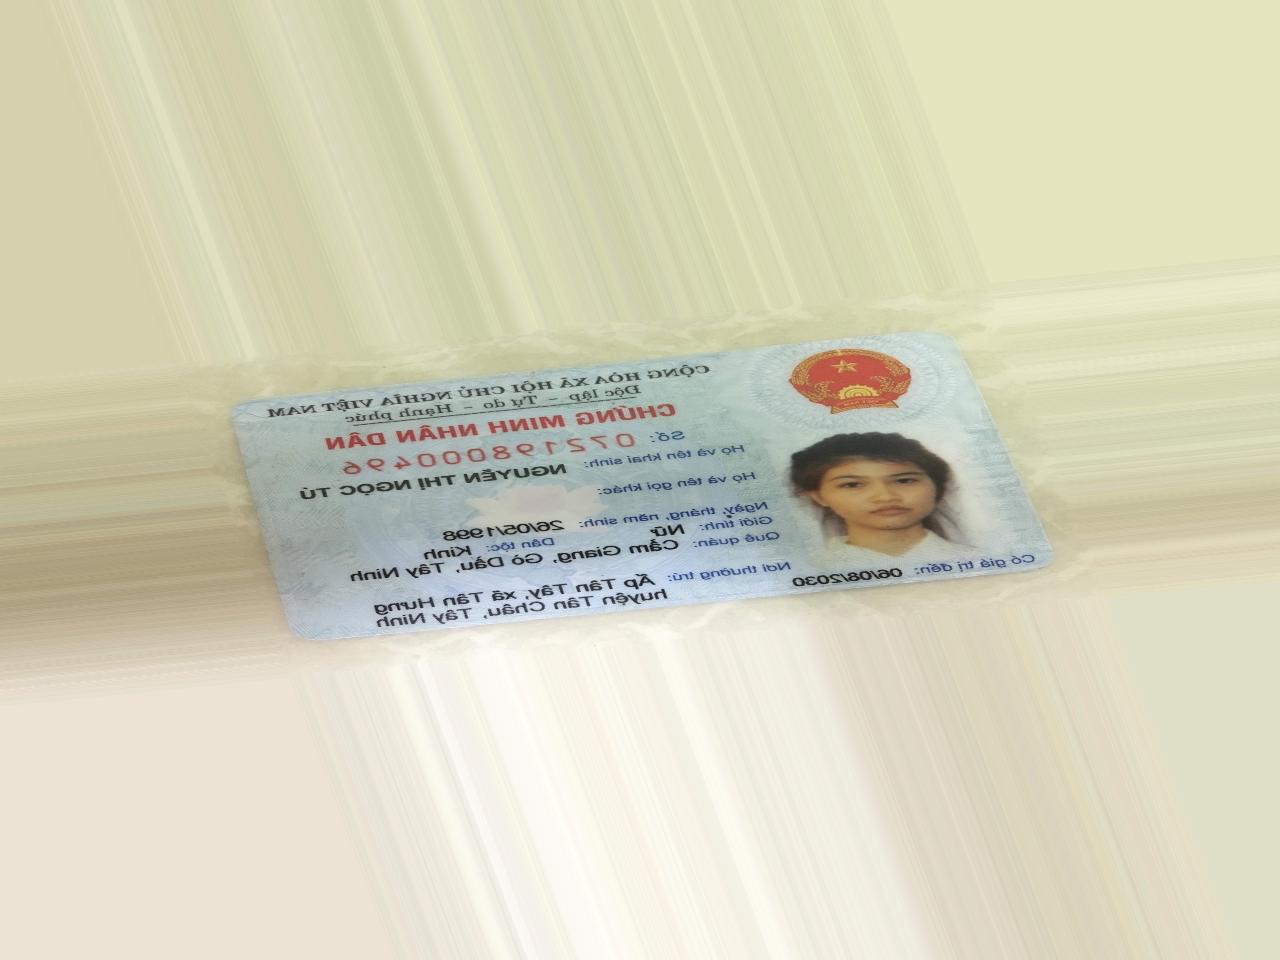 CỘNG HÒA XÃ HỘI CHỦ NGHĨA VIỆT NAM
Độc lập - Tự do - Hạnh phúc
CHỨNG MINH NHÂN DÂN
Số: 072198000496
Họ và tên khai sinh: NGUYỄN THỊ NGỌC TÚ
Họ và tên gọi khác:
Ngày, tháng, năm sinh: 26/05/1998
Giới tính: Nữ Dân tộc: Kinh
Quê quán: Cẩm Giang, Gò Dầu, Tây Ninh
Nơi thường trú: Ấp Tân Tây, xã Tân Hưng
huyện Tân Châu, Tây Ninh
Có giá trị đến: 06/08/2030